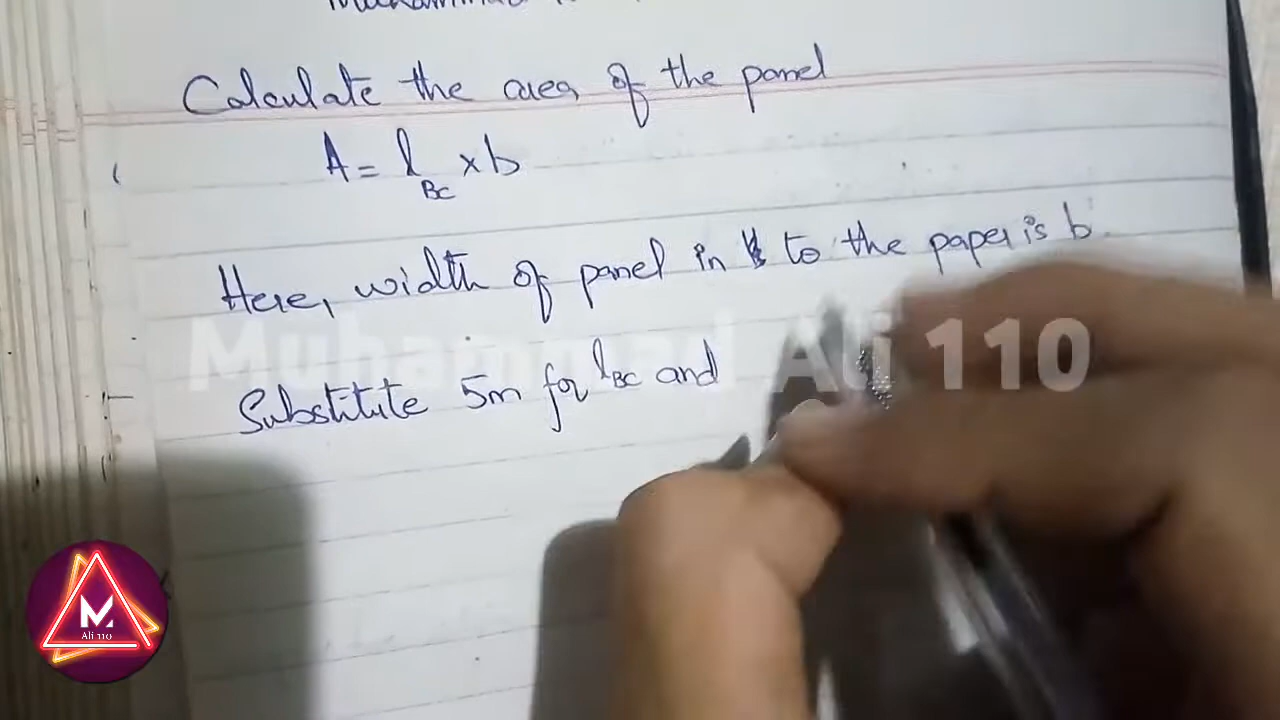 Calculate the area of the panel
A = l_BC × b
Here, width of panel in to the paper is b.
Substitute 5m for l_BC and
Muhammad Ali 110
M
Ali 110